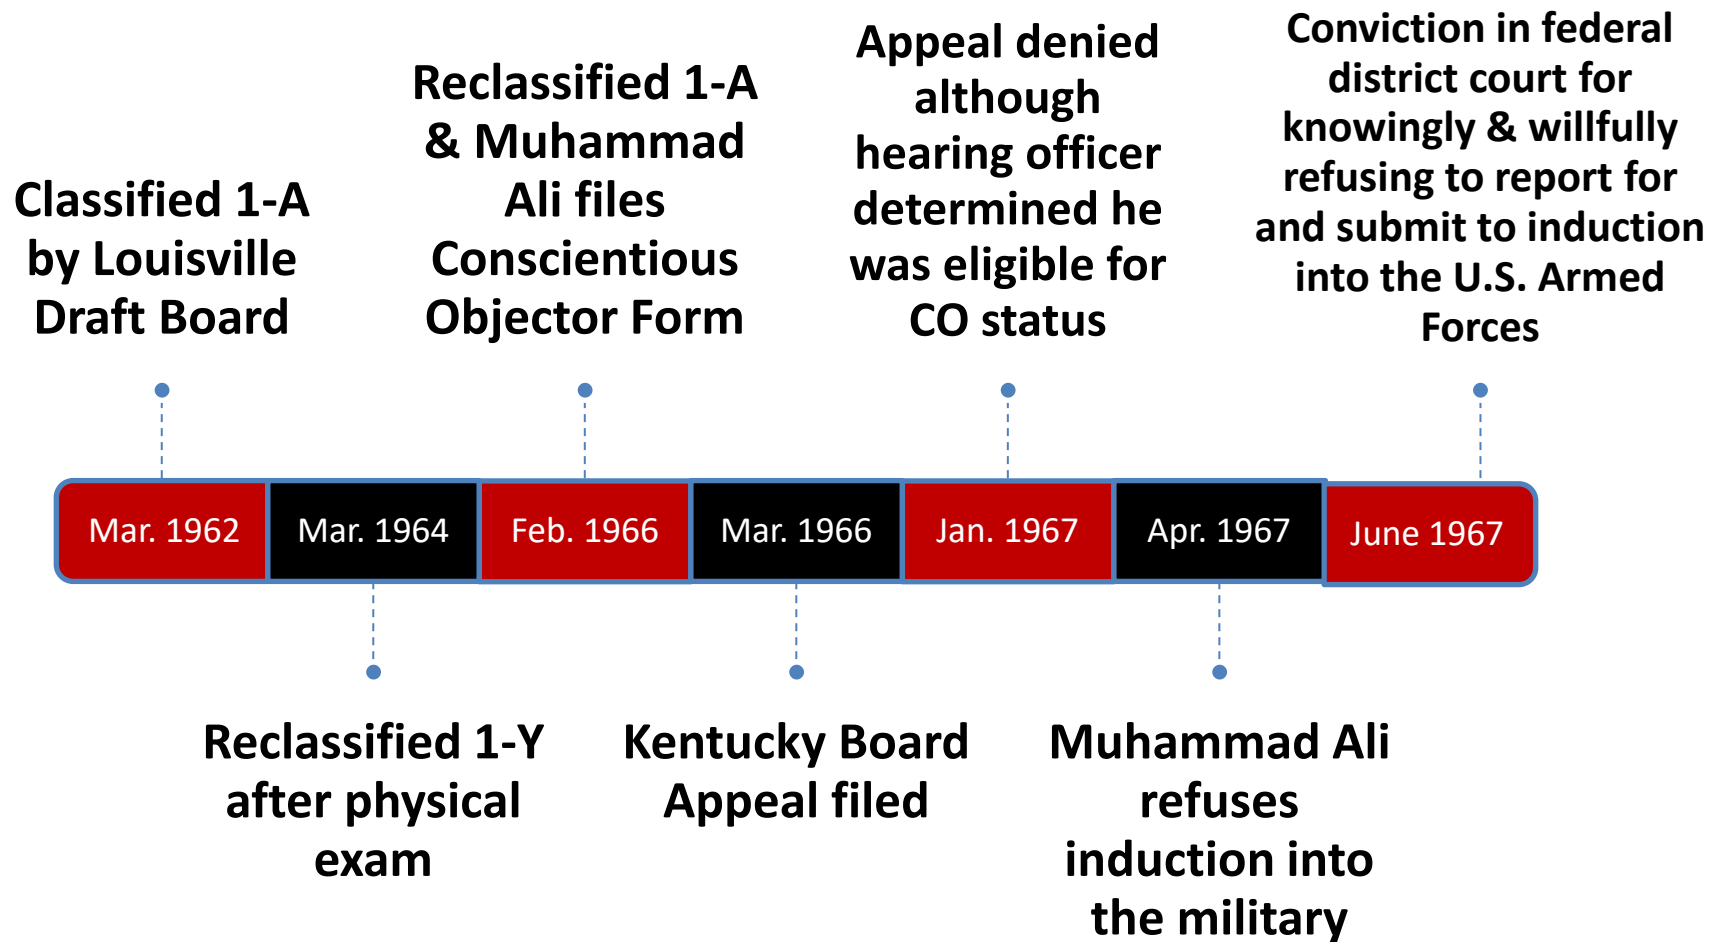 Classified 1-A
by Louisville
Draft Board
Reclassified 1-A
& Muhammad
Ali files
Conscientious
Objector Form
Appeal denied
although
hearing officer
determined he
was eligible for
CO status
Conviction in federal
district court for
knowingly & willfully
refusing to report for
and submit to induction
into the U.S. Armed
Forces
Mar. 1962
Mar. 1964
Feb. 1966
Mar. 1966
Jan. 1967
Apr. 1967
June 1967
Reclassified 1-Y
after physical
exam
Kentucky Board
Appeal filed
Muhammad Ali
refuses
induction into
the military